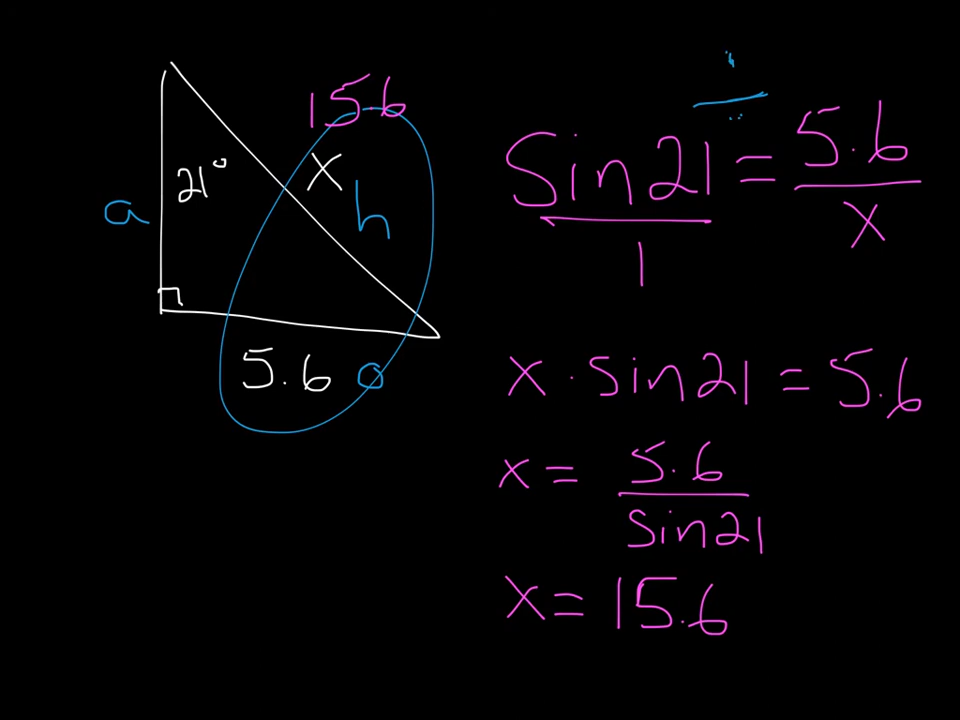 15.6
x
21°
a
h
5.6 o
Sin21/1 = 5.6/x
x · sin21 = 5.6
x = 5.6/sin21
x = 15.6